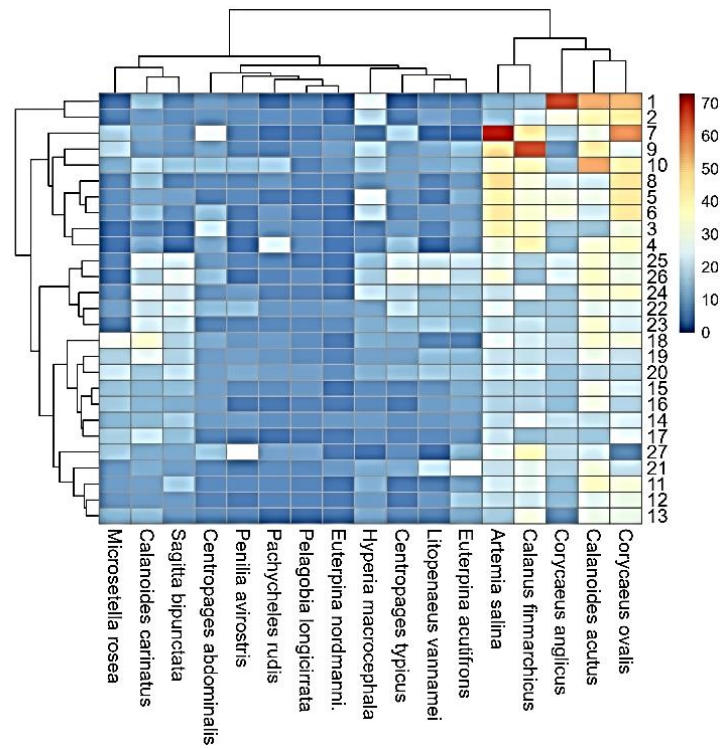 1
2
7
9
10
8
5
6
3
4
25
26
24
22
23
18
19
20
15
16
14
17
27
21
11
12
13
70
60
50
40
30
20
10
0
Microsetella rosea
Calanoides carinatus
Sagitta bipunctata
Centropages abdominalis
Penilia avirostris
Pachycheles rudis
Pelagobia longicirrata
Euterpina nordmanni.
Hyperia macrocephala
Centropages typicus
Litopenaeus vannamei
Euterpina acutifrons
Artemia salina
Calanus finmarchicus
Corycaeus anglicus
Calanoides acutus
Corycaeus ovalis